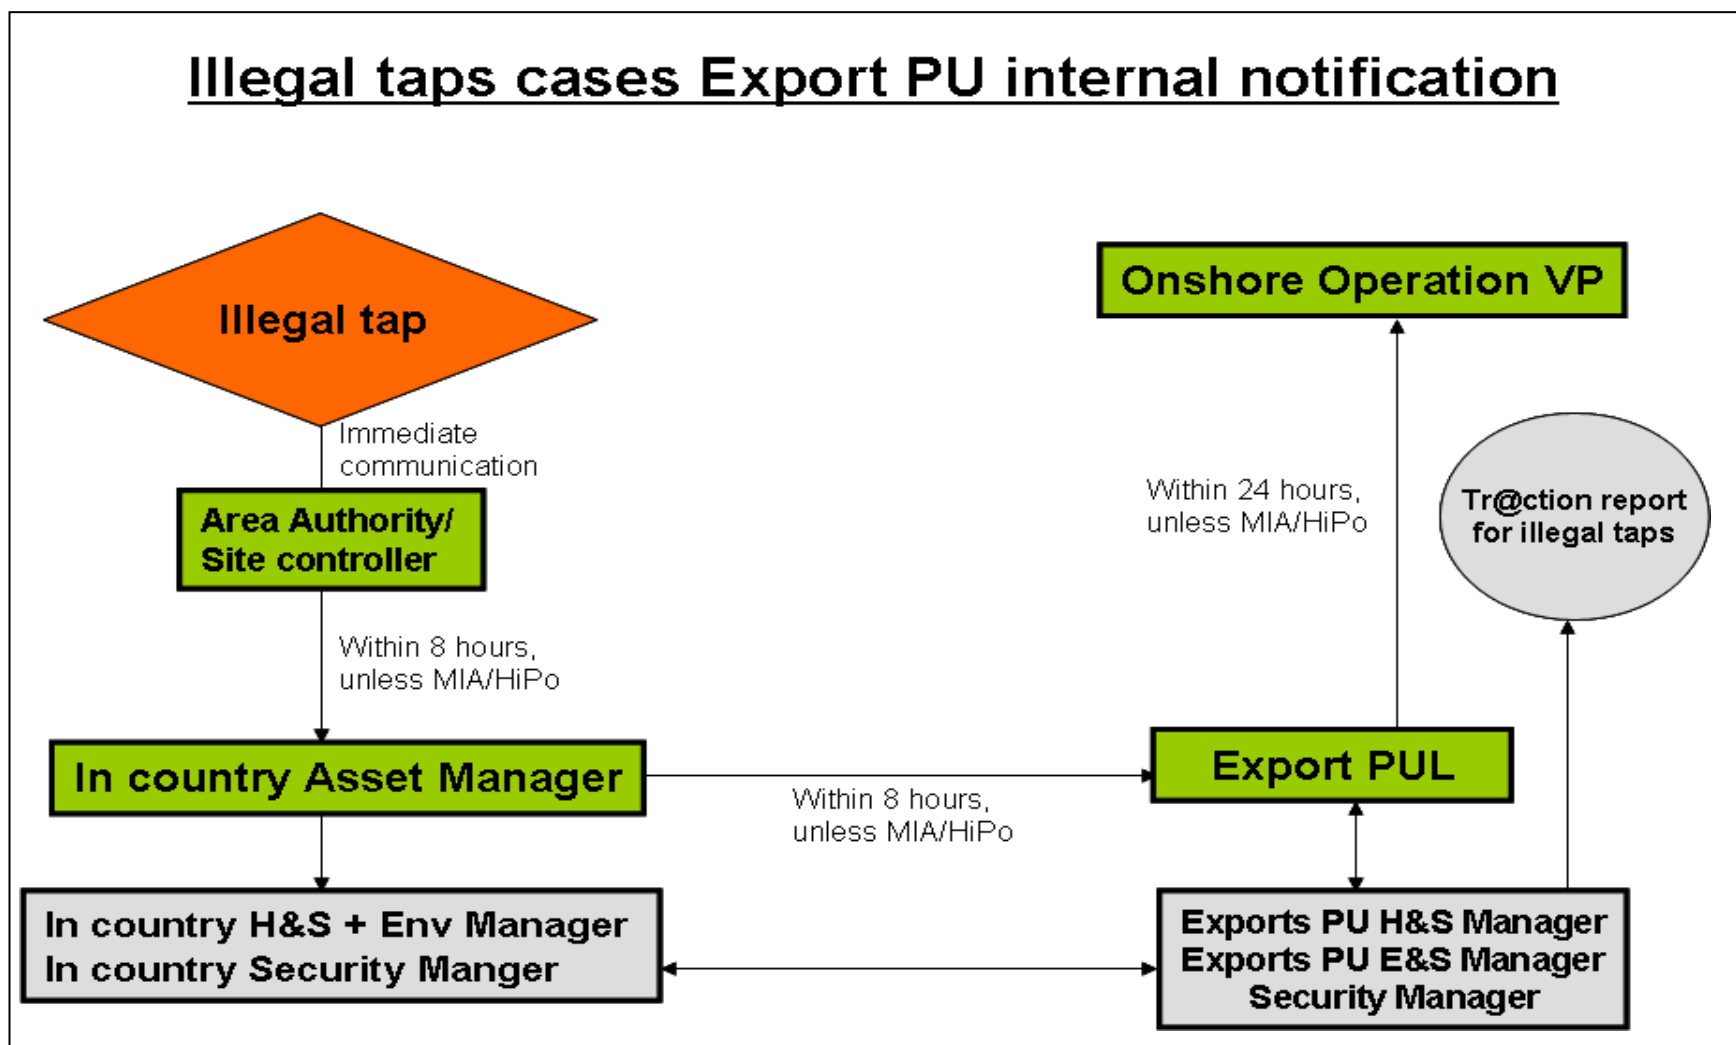 Illegal taps cases Export PU internal notification
Illegal tap
Immediate
communication
Area Authority/
Site controller
Within 8 hours,
unless MIA/HiPo
In country Asset Manager
Within 8 hours,
unless MIA/HiPo
In country H&S + Env Manager
In country Security Manger
Onshore Operation VP
Within 24 hours,
unless MIA/HiPo
Tr@ction report
for illegal taps
Export PUL
Exports PU H&S Manager
Exports PU E&S Manager
Security Manager